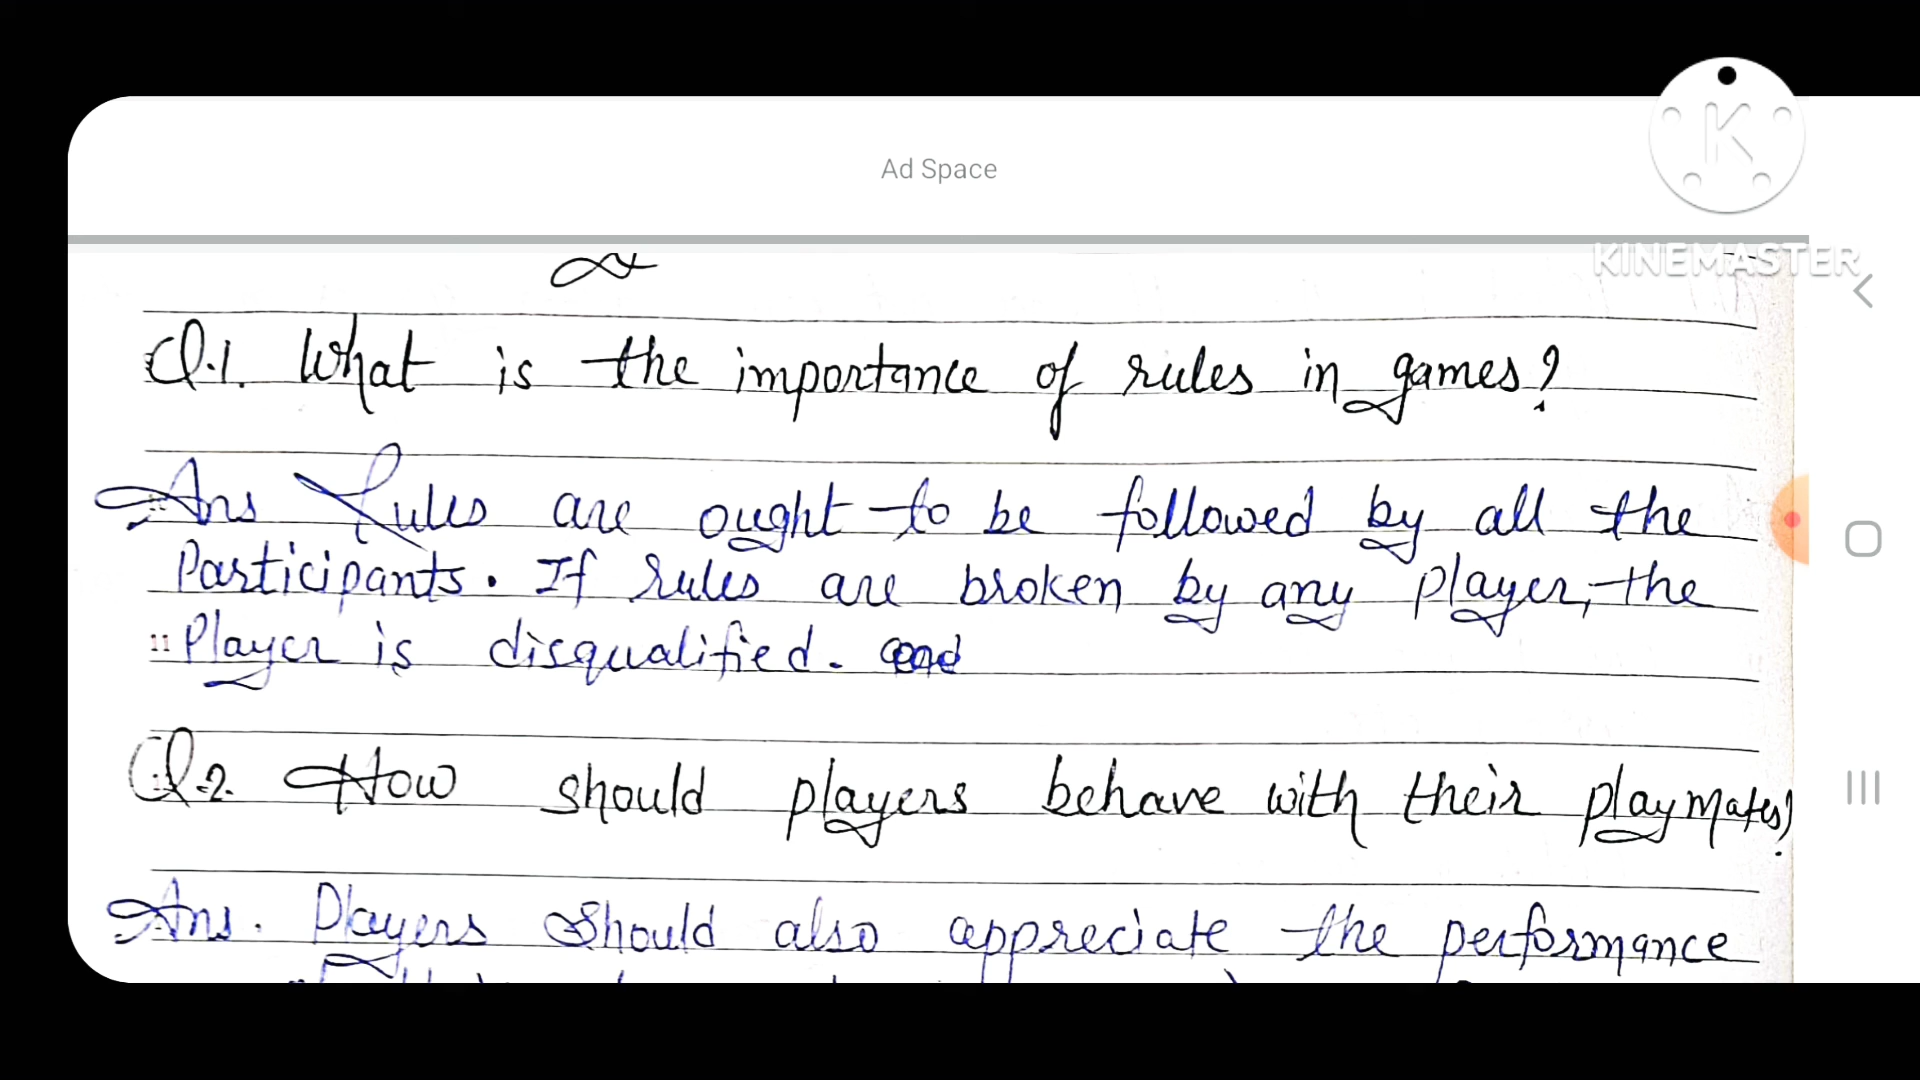 Ad Space
KINEMASTER
Q.1. What is the importance of rules in games?
Ans Rules are ought to be followed by all the
Participants. If rules are broken by any player, the
Player is disqualified.
Q.2. How should players behave with their playmates?
Ans. Players should also appreciate the performance